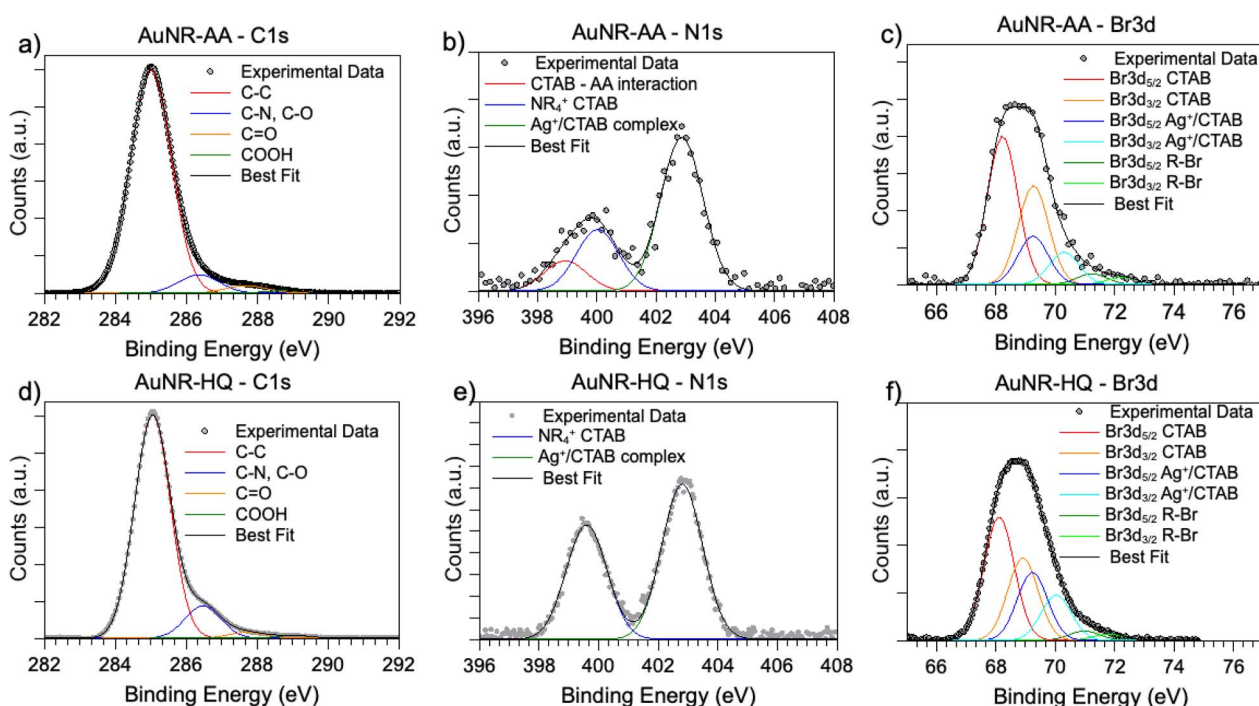 a)
AuNR-AA - C1s
Experimental Data
C-C
C-N, C-O
C=O
COOH
Best Fit
Counts (a.u.)
282 284 286 288 290 292
Binding Energy (eV)
b)
AuNR-AA - N1s
Experimental Data
CTAB - AA interaction
NR₄⁺ CTAB
Ag⁺/CTAB complex
Best Fit
Counts (a.u.)
396 398 400 402 404 406 408
Binding Energy (eV)
c)
AuNR-AA - Br3d
Experimental Data
Br3d₅/₂ CTAB
Br3d₃/₂ CTAB
Br3d₅/₂ Ag⁺/CTAB
Br3d₃/₂ Ag⁺/CTAB
Br3d₅/₂ R-Br
Br3d₃/₂ R-Br
Best Fit
Counts (a.u.)
66 68 70 72 74 76
Binding Energy (eV)
d)
AuNR-HQ - C1s
Experimental Data
C-C
C-N, C-O
C=O
COOH
Best Fit
Counts (a.u.)
282 284 286 288 290 292
Binding Energy (eV)
e)
AuNR-HQ - N1s
Experimental Data
NR₄⁺ CTAB
Ag⁺/CTAB complex
Best Fit
Counts (a.u.)
396 398 400 402 404 406 408
Binding Energy (eV)
f)
AuNR-HQ - Br3d
Experimental Data
Br3d₅/₂ CTAB
Br3d₃/₂ CTAB
Br3d₅/₂ Ag⁺/CTAB
Br3d₃/₂ Ag⁺/CTAB
Br3d₅/₂ R-Br
Br3d₃/₂ R-Br
Best Fit
Counts (a.u.)
66 68 70 72 74 76
Binding Energy (eV)